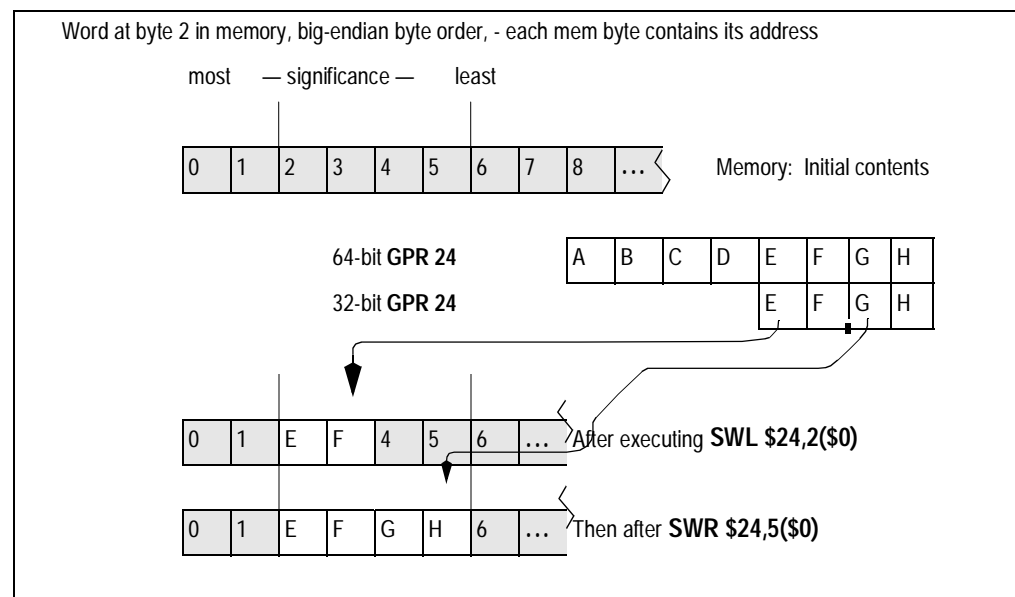 Word at byte 2 in memory, big-endian byte order, - each mem byte contains its address
most — significance — least
0 1 2 3 4 5 6 7 8 ... Memory: Initial contents
64-bit GPR 24 A B C D E F G H
32-bit GPR 24 E F G H
0 1 E F 4 5 6 ... After executing SWL $24,2($0)
0 1 E F G H 6 ... Then after SWR $24,5($0)